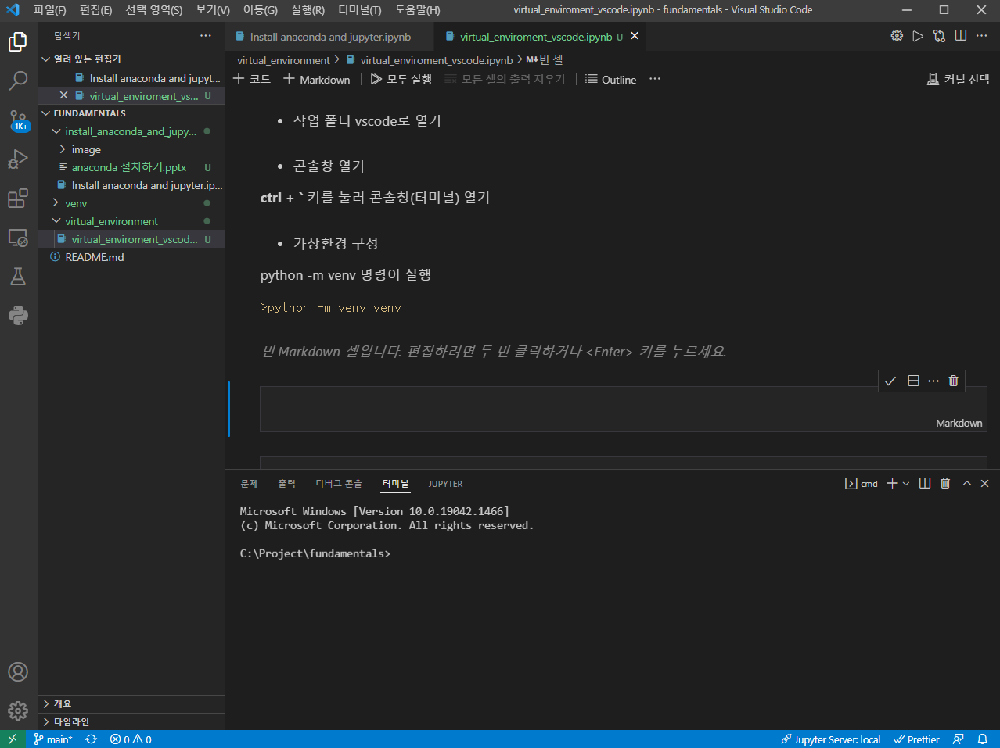 파일(F) 편집(E) 선택 영역(S) 보기(V) 이동(G) 실행(R) 터미널(T) 도움말(H) virtual_enviroment_vscode.ipynb - fundamentals - Visual Studio Code
탐색기 ···
열려 있는 편집기
Install anaconda and jupyt...
virtual_enviroment_vs... U
FUNDAMENTALS
install_anaconda_and_jupy...
image
anaconda 설치하기.pptx U
Install anaconda and jupyter.ip...
venv
virtual_environment
virtual_enviroment_vscod... U
README.md
개요
타임라인
1K+
Install anaconda and jupyter.ipynb virtual_enviroment_vscode.ipynb U
virtual_environment > virtual_enviroment_vscode.ipynb > M↓빈 셀
코드 Markdown 모두 실행 모든 셀의 출력 지우기 Outline ··· 커널 선택
• 작업 폴더 vscode로 열기
• 콘솔창 열기
ctrl + ` 키를 눌러 콘솔창(터미널) 열기
• 가상환경 구성
python -m venv 명령어 실행
>python -m venv venv
빈 Markdown 셀입니다. 편집하려면 두 번 클릭하거나 <Enter> 키를 누르세요.
Markdown
문제 출력 디버그 콘솔 터미널 JUPYTER cmd
Microsoft Windows [Version 10.0.19042.1466]
(c) Microsoft Corporation. All rights reserved.
C:\Project\fundamentals>
main* 0 0 Jupyter Server: local Prettier